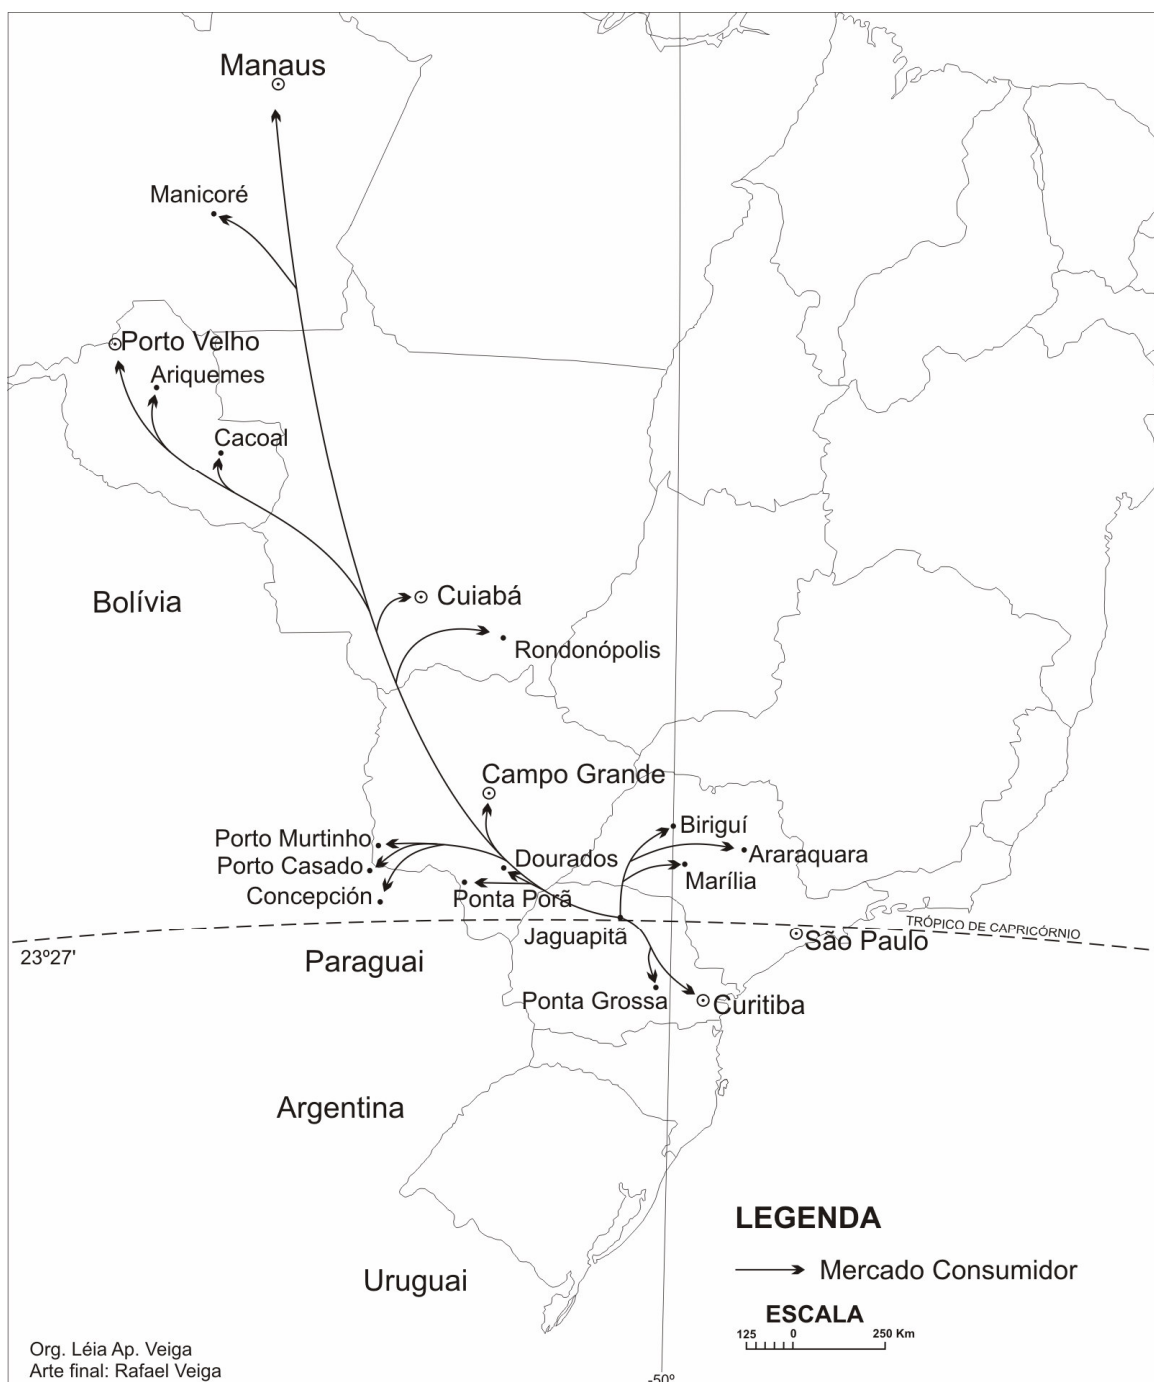 Manaus
Manicoré
Porto Velho
Ariquemes
Cacoal
Bolívia
Cuiabá
Rondonópolis
Campo Grande
Biriguí
Porto Murtinho
Araraquara
Dourados
Porto Casado
Marília
Concepción
Ponta Porã
TRÓPICO DE CAPRICÓRNIO
Jaguapitã
São Paulo
23º27'
Paraguai
Ponta Grossa
Curitiba
Argentina
LEGENDA
Mercado Consumidor
Uruguai
ESCALA
125 0 250 Km
Org. Léia Ap. Veiga
Arte final: Rafael Veiga
-50º